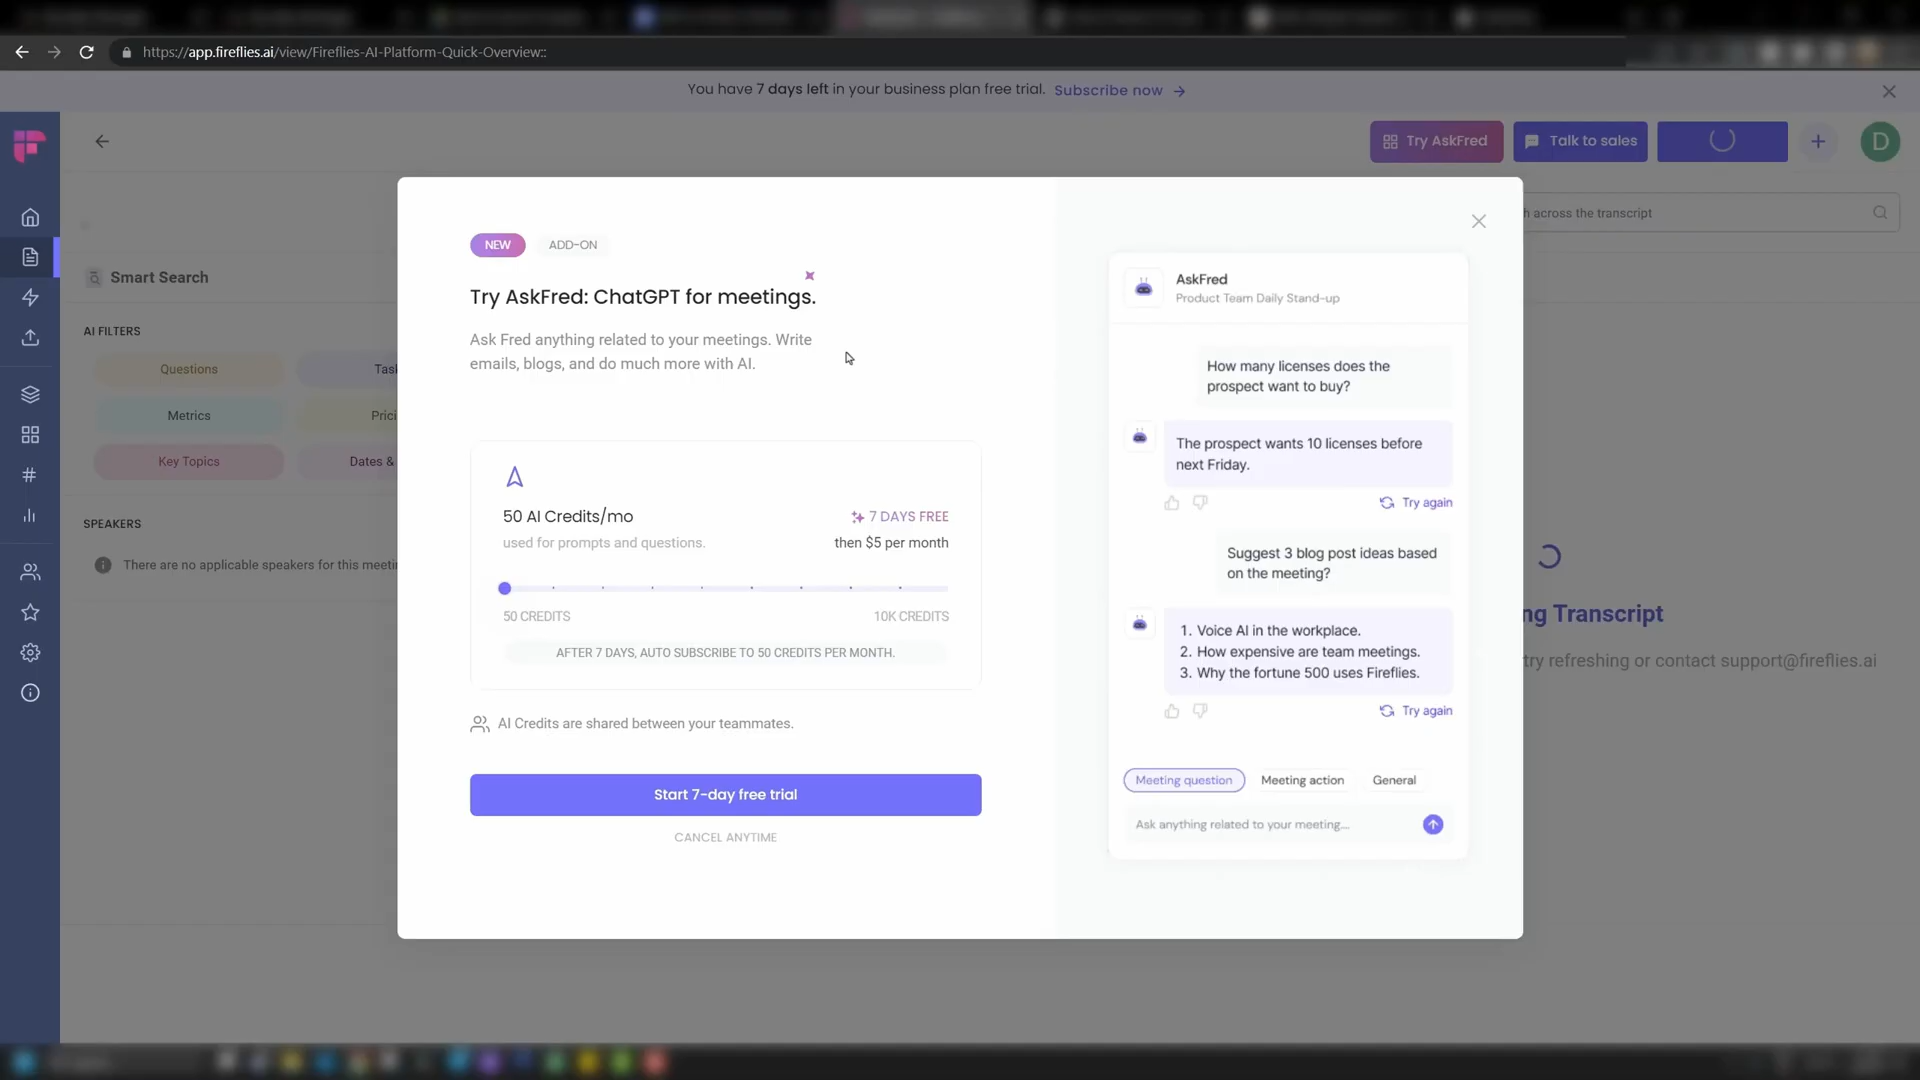 https://app.fireflies.ai/view/Fireflies-AI-Platform-Quick-Overview::
You have 7 days left in your business plan free trial. Subscribe now
Try AskFred
Talk to sales
D
h across the transcript
Smart Search
AI FILTERS
Questions
Task
Metrics
Prici
Key Topics
Dates &
SPEAKERS
There are no applicable speakers for this meetin
NEW
ADD-ON
Try AskFred: ChatGPT for meetings.
Ask Fred anything related to your meetings. Write
emails, blogs, and do much more with AI.
50 AI Credits/mo
7 DAYS FREE
used for prompts and questions.
then $5 per month
50 CREDITS
10K CREDITS
AFTER 7 DAYS, AUTO SUBSCRIBE TO 50 CREDITS PER MONTH.
AI Credits are shared between your teammates.
Start 7-day free trial
CANCEL ANYTIME
AskFred
Product Team Daily Stand-up
How many licenses does the
prospect want to buy?
The prospect wants 10 licenses before
next Friday.
Try again
Suggest 3 blog post ideas based
on the meeting?
1. Voice AI in the workplace.
2. How expensive are team meetings.
3. Why the fortune 500 uses Fireflies.
Try again
Meeting question
Meeting action
General
Ask anything related to your meeting...
ng Transcript
try refreshing or contact support@fireflies.ai